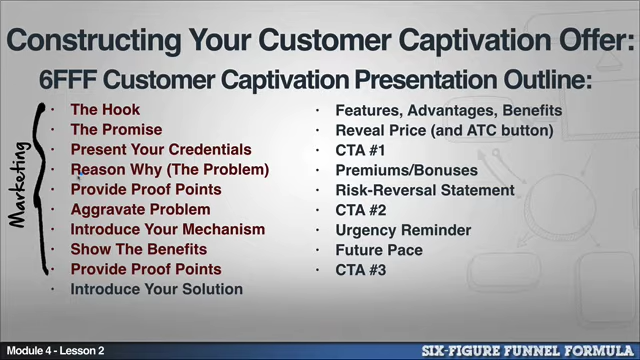 Constructing Your Customer Captivation Offer:
6FFF Customer Captivation Presentation Outline:
Marketing
· The Hook
· The Promise
· Present Your Credentials
· Reason Why (The Problem)
· Provide Proof Points
· Aggravate Problem
· Introduce Your Mechanism
· Show The Benefits
· Provide Proof Points
· Introduce Your Solution
· Features, Advantages, Benefits
· Reveal Price (and ATC button)
· CTA #1
· Premiums/Bonuses
· Risk-Reversal Statement
· CTA #2
· Urgency Reminder
· Future Pace
· CTA #3
Module 4 - Lesson 2
SIX-FIGURE FUNNEL FORMULA